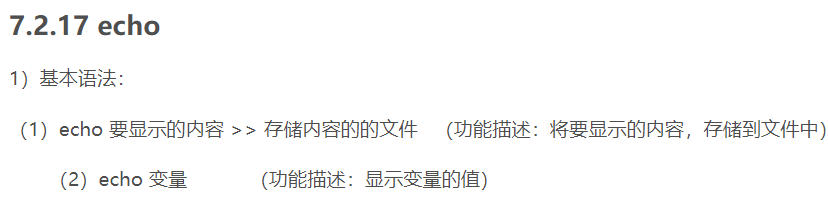 7.2.17 echo
1）基本语法：
（1）echo 要显示的内容 >> 存储内容的的文件 （功能描述：将要显示的内容，存储到文件中）
（2）echo 变量 （功能描述：显示变量的值）